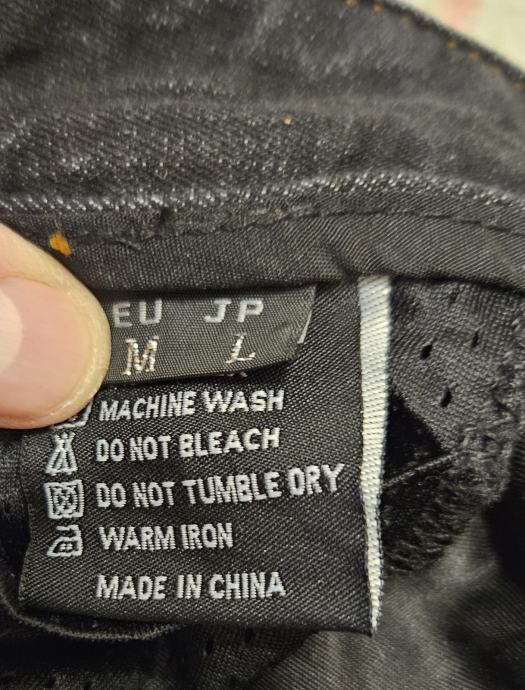 EU JP
M L
MACHINE WASH
DO NOT BLEACH
DO NOT TUMBLE DRY
WARM IRON
MADE IN CHINA